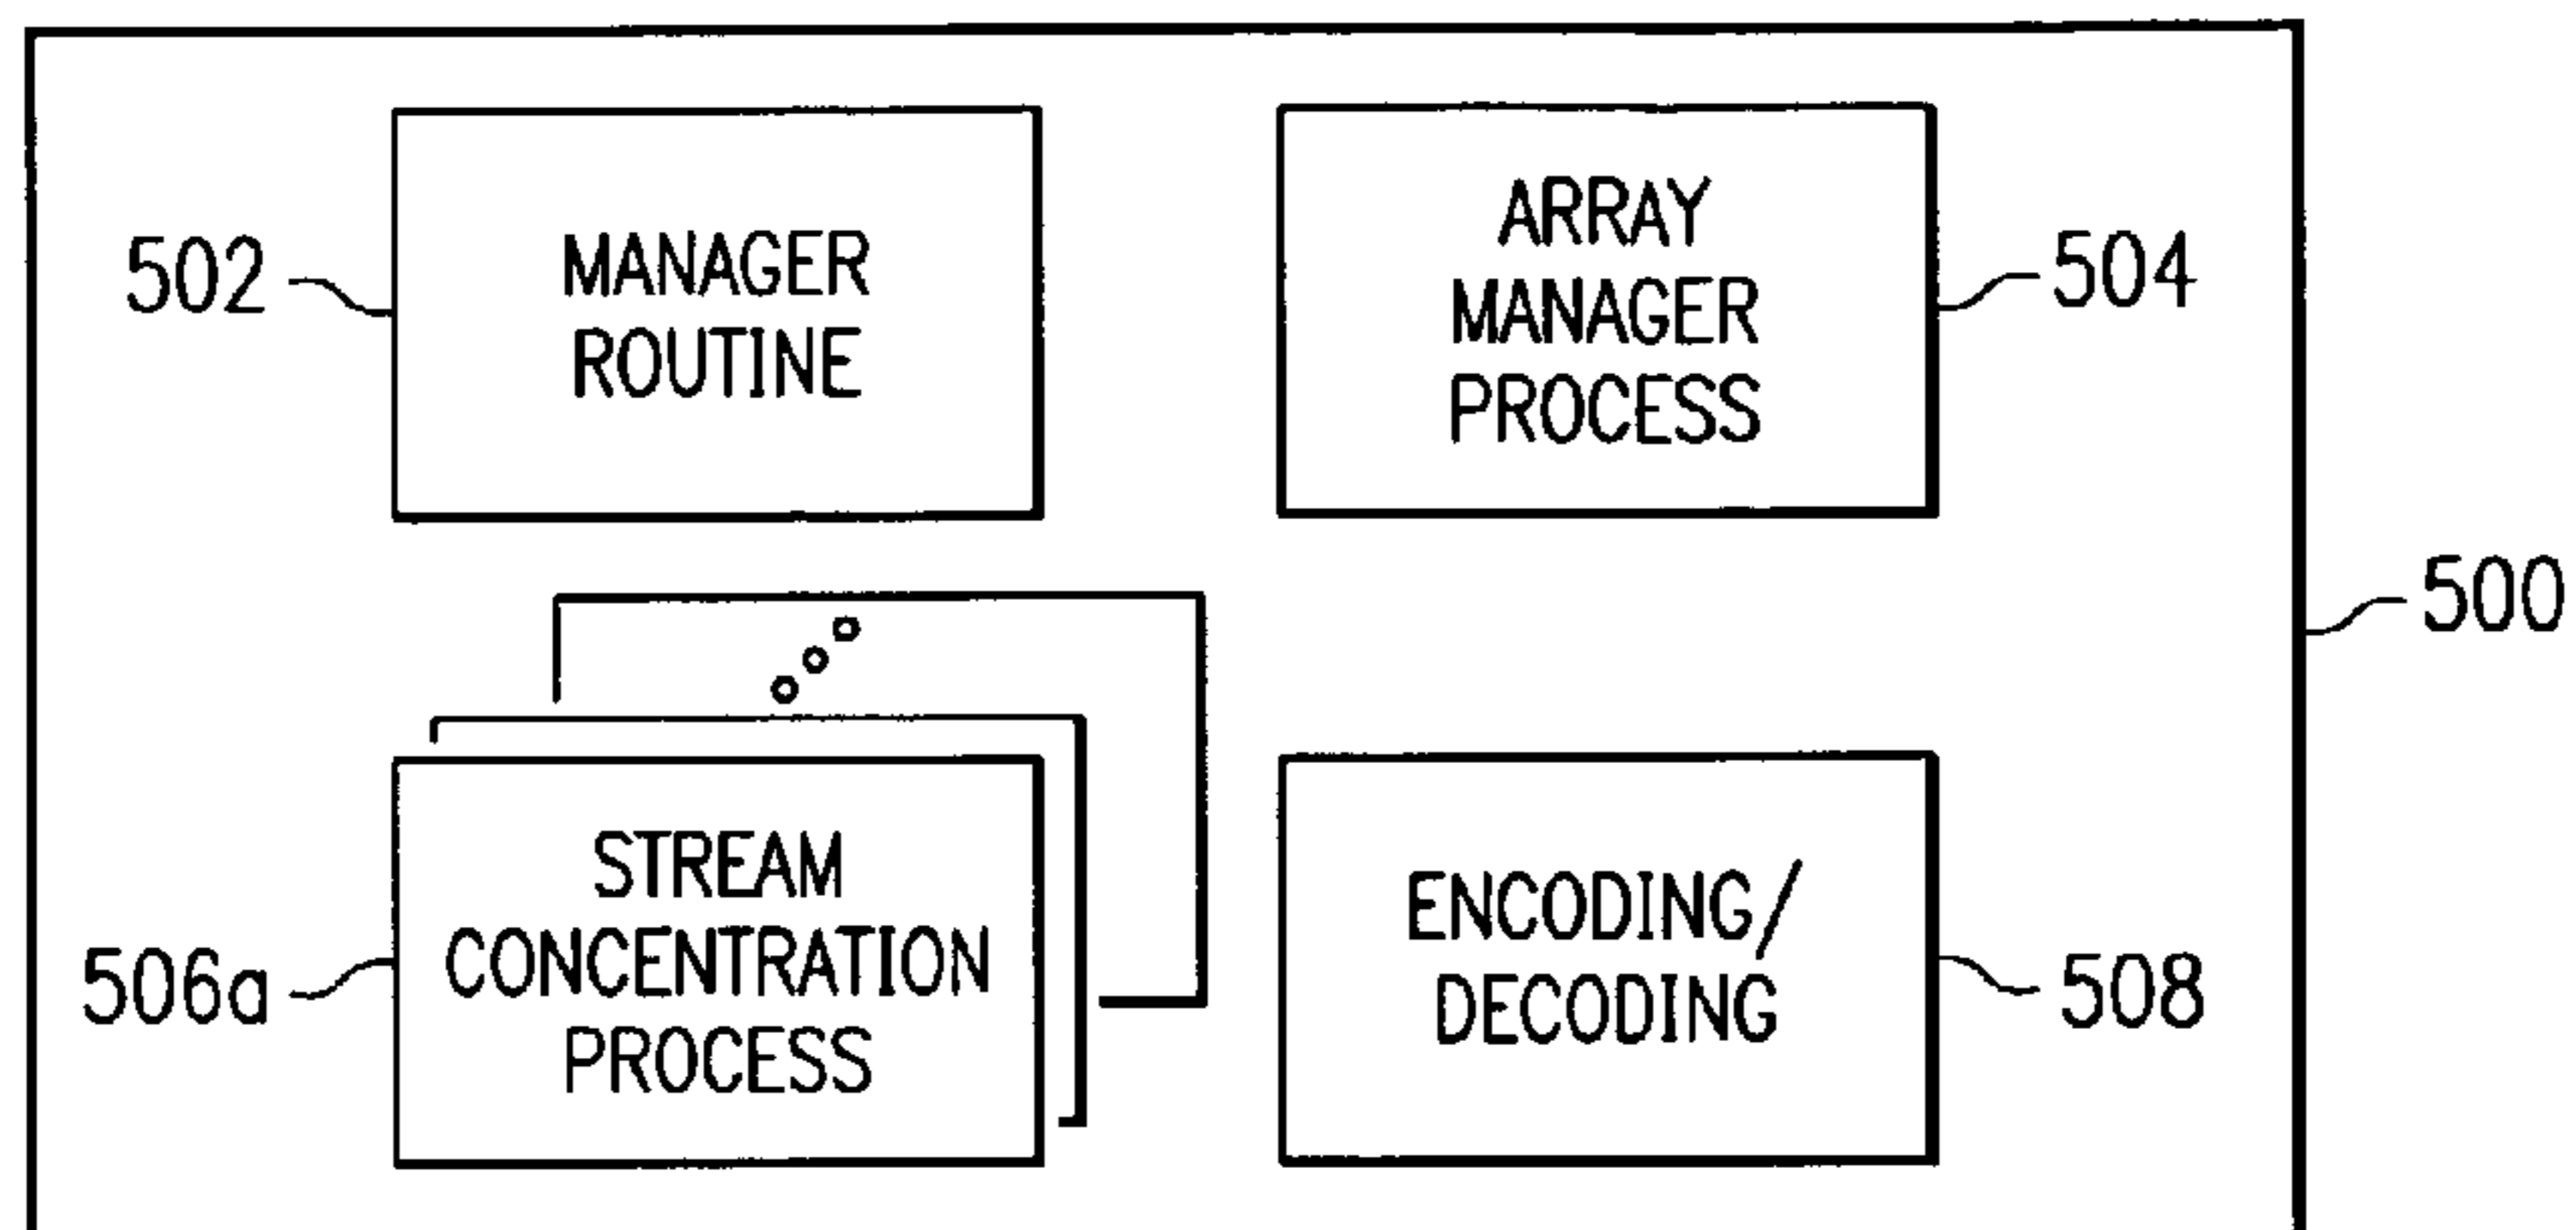 502
MANAGER
ROUTINE
ARRAY
MANAGER
PROCESS
504
500
506a
STREAM
CONCENTRATION
PROCESS
ENCODING/
DECODING
508